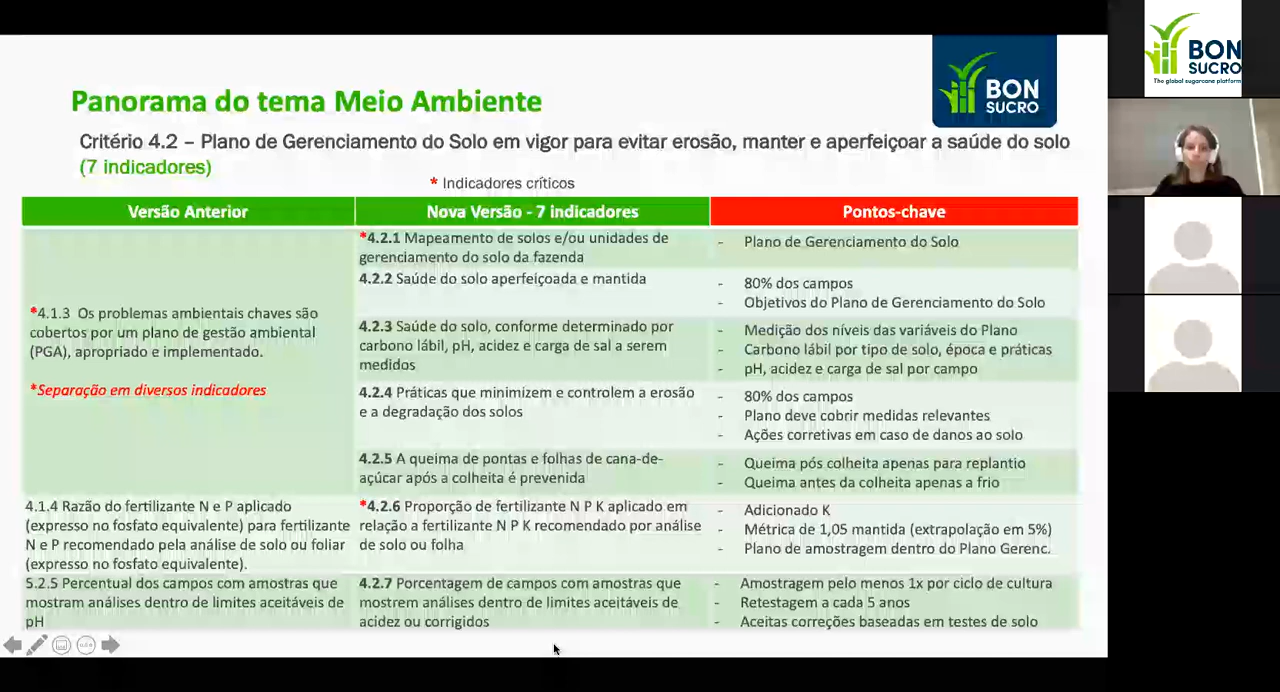 BON
SUCRO
The global sugarcane platform
BON
SUCRO
Panorama do tema Meio Ambiente
Critério 4.2 – Plano de Gerenciamento do Solo em vigor para evitar erosão, manter e aperfeiçoar a saúde do solo
(7 indicadores)
* Indicadores críticos
Versão Anterior
Nova Versão - 7 indicadores
Pontos-chave
*4.1.3 Os problemas ambientais chaves são
cobertos por um plano de gestão ambiental
(PGA), apropriado e implementado.
*Separação em diversos indicadores
*4.2.1 Mapeamento de solos e/ou unidades de
gerenciamento do solo da fazenda
- Plano de Gerenciamento do Solo
4.2.2 Saúde do solo aperfeiçoada e mantida
- 80% dos campos
- Objetivos do Plano de Gerenciamento do Solo
4.2.3 Saúde do solo, conforme determinado por
carbono lábil, pH, acidez e carga de sal a serem
medidos
- Medição dos níveis das variáveis do Plano
- Carbono lábil por tipo de solo, época e práticas
- pH, acidez e carga de sal por campo
4.2.4 Práticas que minimizem e controlem a erosão
e a degradação dos solos
- 80% dos campos
- Plano deve cobrir medidas relevantes
- Ações corretivas em caso de danos ao solo
4.2.5 A queima de pontas e folhas de cana-de-
açúcar após a colheita é prevenida
- Queima pós colheita apenas para replantio
- Queima antes da colheita apenas a frio
4.1.4 Razão do fertilizante N e P aplicado
(expresso no fosfato equivalente) para fertilizante
N e P recomendado pela análise de solo ou foliar
(expresso no fosfato equivalente).
*4.2.6 Proporção de fertilizante N P K aplicado em
relação a fertilizante N P K recomendado por análise
de solo ou folha
- Adicionado K
- Métrica de 1,05 mantida (extrapolação em 5%)
- Plano de amostragem dentro do Plano Gerenc.
5.2.5 Percentual dos campos com amostras que
mostram análises dentro de limites aceitáveis de
pH
4.2.7 Porcentagem de campos com amostras que
mostrem análises dentro de limites aceitáveis de
acidez ou corrigidos
- Amostragem pelo menos 1x por ciclo de cultura
- Retestagem a cada 5 anos
- Aceitas correções baseadas em testes de solo